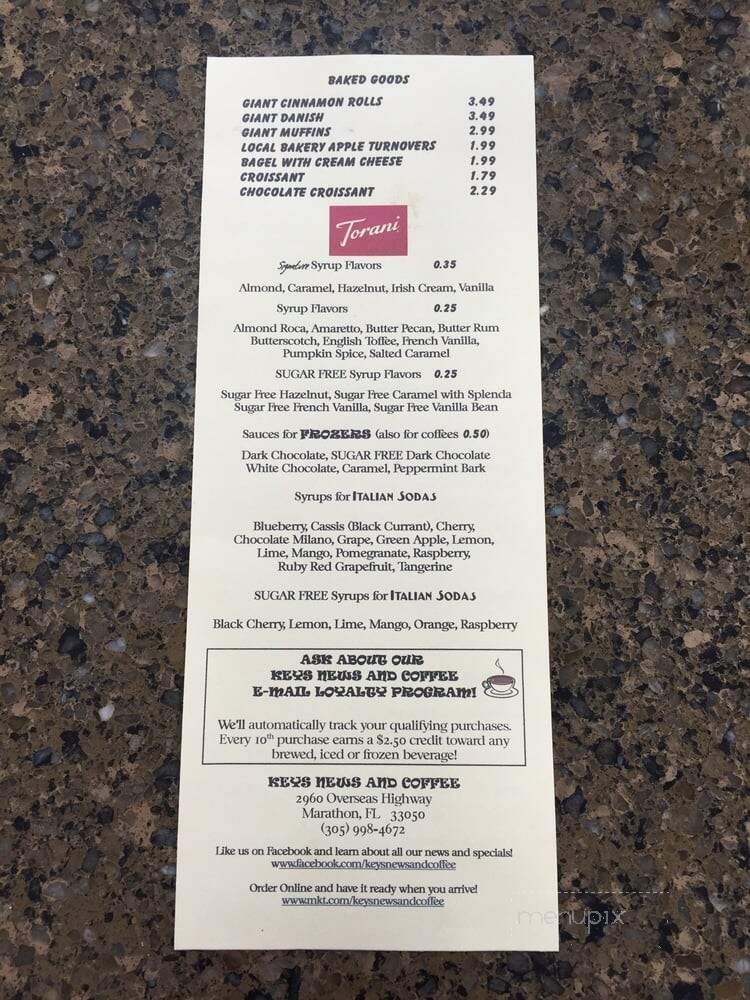 BAKED GOODS
GIANT CINNAMON ROLLS 3.49
GIANT DANISH 3.49
GIANT MUFFINS 2.99
LOCAL BAKERY APPLE TURNOVERS 1.99
BAGEL WITH CREAM CHEESE 1.99
CROISSANT 1.79
CHOCOLATE CROISSANT 2.29
Torani
Signature Syrup Flavors 0.35
Almond, Caramel, Hazelnut, Irish Cream, Vanilla
Syrup Flavors 0.25
Almond Roca, Amaretto, Butter Pecan, Butter Rum
Butterscotch, English Toffee, French Vanilla,
Pumpkin Spice, Salted Caramel
SUGAR FREE Syrup Flavors 0.25
Sugar Free Hazelnut, Sugar Free Caramel with Splenda
Sugar Free French Vanilla, Sugar Free Vanilla Bean
Sauces for FROZERS (also for coffees 0.50)
Dark Chocolate, SUGAR FREE Dark Chocolate
White Chocolate, Caramel, Peppermint Bark
Syrups for ITALIAN SODAS
Blueberry, Cassis (Black Currant), Cherry,
Chocolate Milano, Grape, Green Apple, Lemon,
Lime, Mango, Pomegranate, Raspberry,
Ruby Red Grapefruit, Tangerine
SUGAR FREE Syrups for ITALIAN SODAS
Black Cherry, Lemon, Lime, Mango, Orange, Raspberry
ASK ABOUT OUR
KEYS NEWS AND COFFEE
E-MAIL LOYALTY PROGRAM!
We'll automatically track your qualifying purchases.
Every 10th purchase earns a $2.50 credit toward any
brewed, iced or frozen beverage!
KEYS NEWS AND COFFEE
2960 Overseas Highway
Marathon, FL 33050
(305) 998-4672
Like us on Facebook and learn about all our news and specials!
www.facebook.com/keysnewsandcoffee
Order Online and have it ready when you arrive!
www.mkt.com/keysnewsandcoffee
menupix